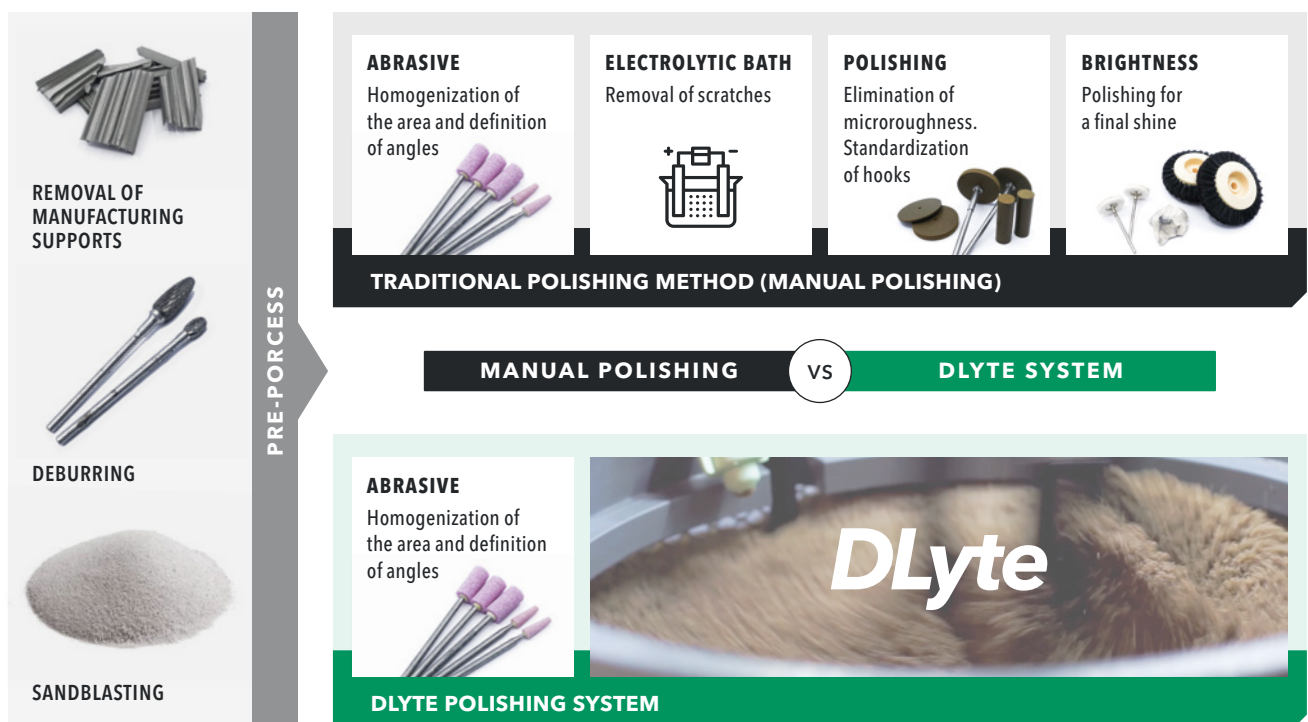 REMOVAL OF
MANUFACTURING
SUPPORTS
DEBURRING
SANDBLASTING
PRE-PORCESS
ABRASIVE
Homogenization of
the area and definition
of angles
ELECTROLYTIC BATH
Removal of scratches
POLISHING
Elimination of
microroughness.
Standardization
of hooks
BRIGHTNESS
Polishing for
a final shine
TRADITIONAL POLISHING METHOD (MANUAL POLISHING)
MANUAL POLISHING
VS
DLYTE SYSTEM
ABRASIVE
Homogenization of
the area and definition
of angles
DLyte
DLYTE POLISHING SYSTEM